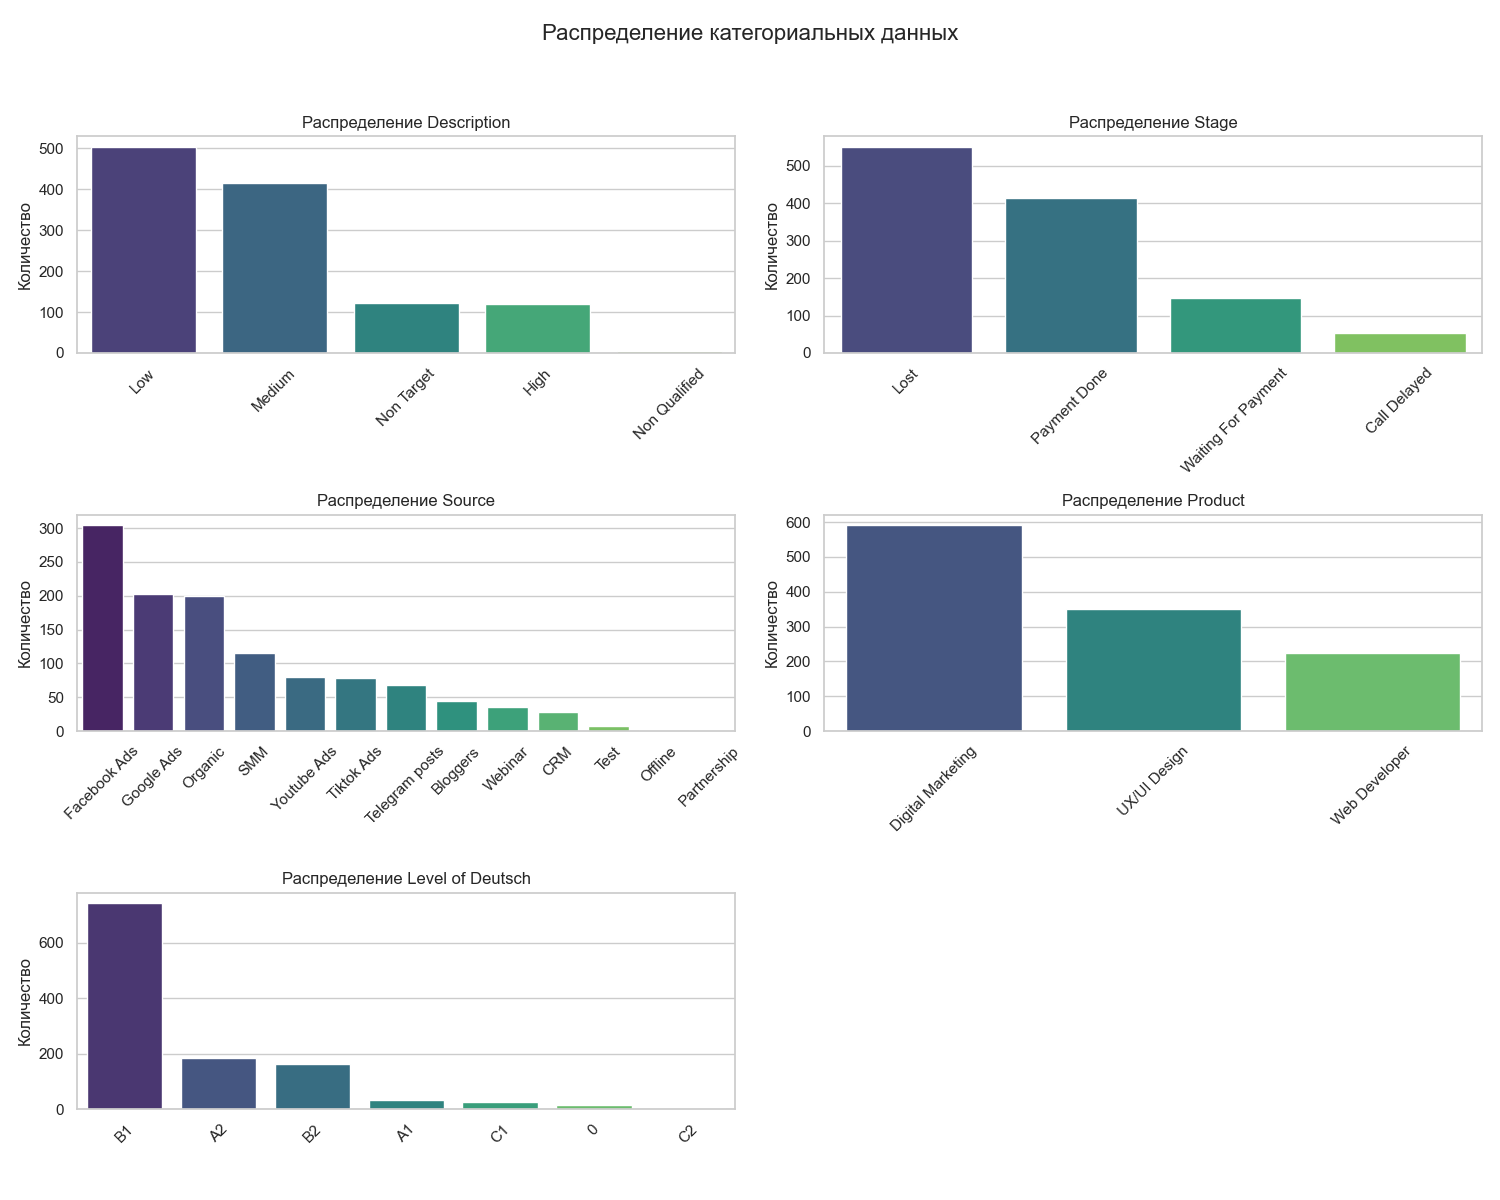 Распределение категориальных данных
Распределение Description
Количество
500
400
300
200
100
0
Low
Medium
Non Target
High
Non Qualified
Распределение Stage
Количество
500
400
300
200
100
0
Lost
Payment Done
Waiting For Payment
Call Delayed
Распределение Source
Количество
300
250
200
150
100
50
0
Facebook Ads
Google Ads
Organic
SMM
Youtube Ads
Tiktok Ads
Telegram posts
Bloggers
Webinar
CRM
Test
Offline
Partnership
Распределение Product
Количество
600
500
400
300
200
100
0
Digital Marketing
UX/UI Design
Web Developer
Распределение Level of Deutsch
Количество
600
400
200
0
B1
A2
B2
A1
C1
0
C2